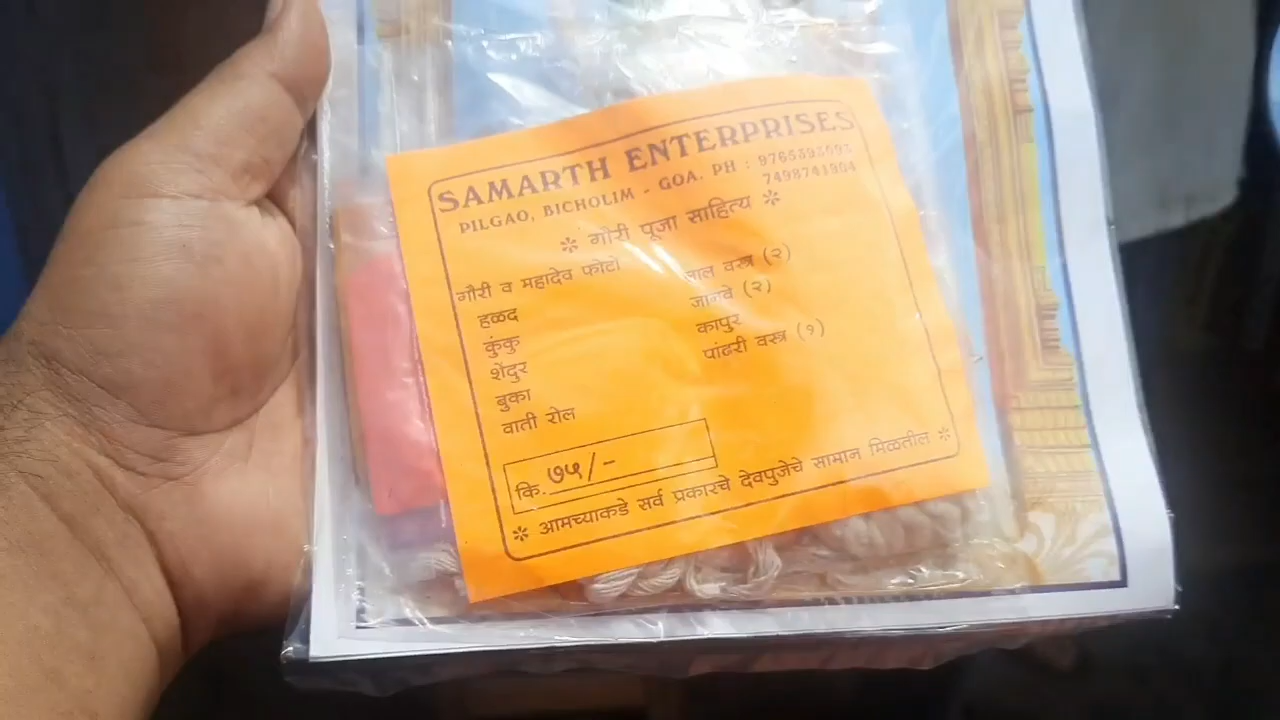 SAMARTH ENTERPRISES
PILGAO, BICHOLIM - GOA. PH :
7498741904
* गौरी पूजा साहित्य *
गौरी व महादेव फोटो
हळद
कुंकु
शेंदुर
बुका
वाती रोल
लाल वस्त्र (२)
जानवे (२)
कापुर
पांढरी वस्त्र (१)
कि. ७५/-
* आमच्याकडे सर्व प्रकारचे देवपुजेचे सामान मिळतील *